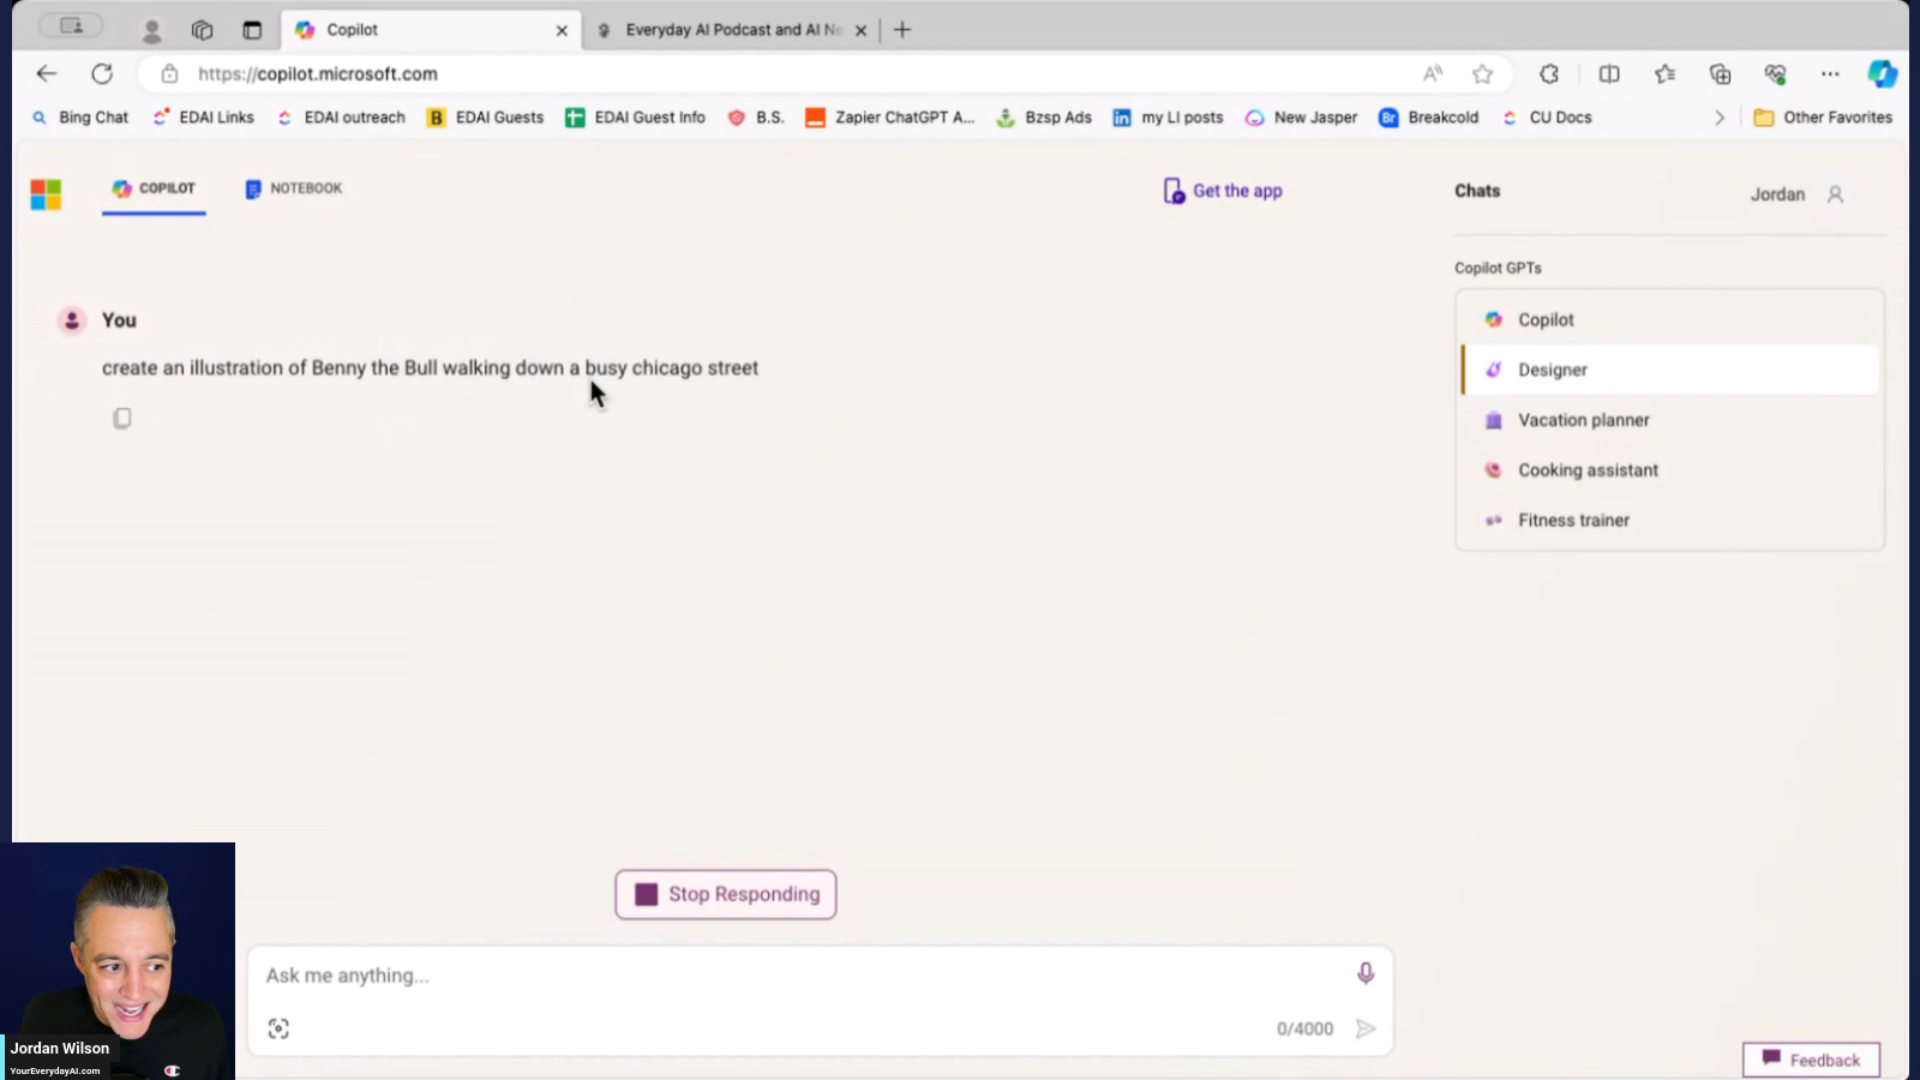 Copilot
Everyday AI Podcast and AI Ne
https://copilot.microsoft.com
Bing Chat
EDAI Links
EDAI outreach
B
EDAI Guests
EDAI Guest Info
B.S.
Zapier ChatGPT A...
Bzsp Ads
in
my LI posts
New Jasper
Br
Breakcold
CU Docs
Other Favorites
COPILOT
NOTEBOOK
Get the app
Chats
Jordan
Copilot GPTs
You
create an illustration of Benny the Bull walking down a busy chicago street
Copilot
Designer
Vacation planner
Cooking assistant
Fitness trainer
Stop Responding
Ask me anything...
0/4000
Feedback
Jordan Wilson
YourEverydayAI.com